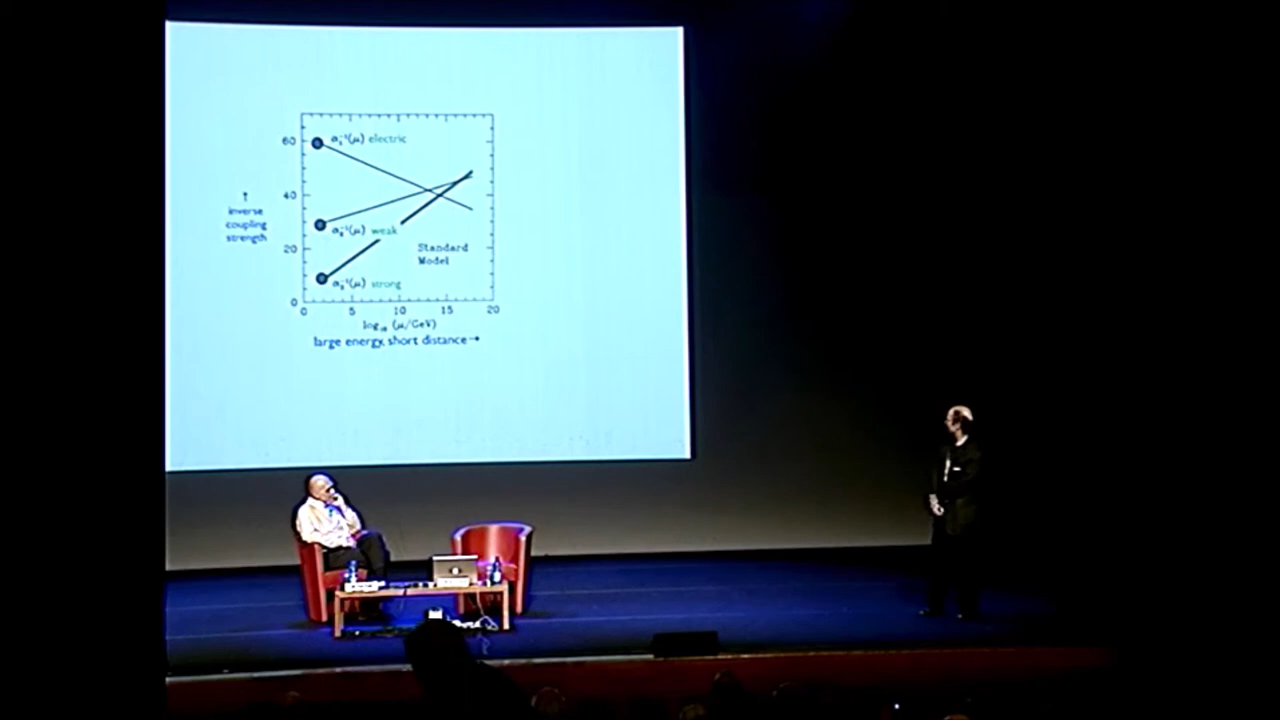 60
α₁⁻¹(μ) electric
40
↑
inverse
coupling
strength
α₂⁻¹(μ) weak
20
Standard
Model
α₃⁻¹(μ) strong
0
0 5 10 15 20
log₁₀ (μ/GeV)
large energy, short distance →